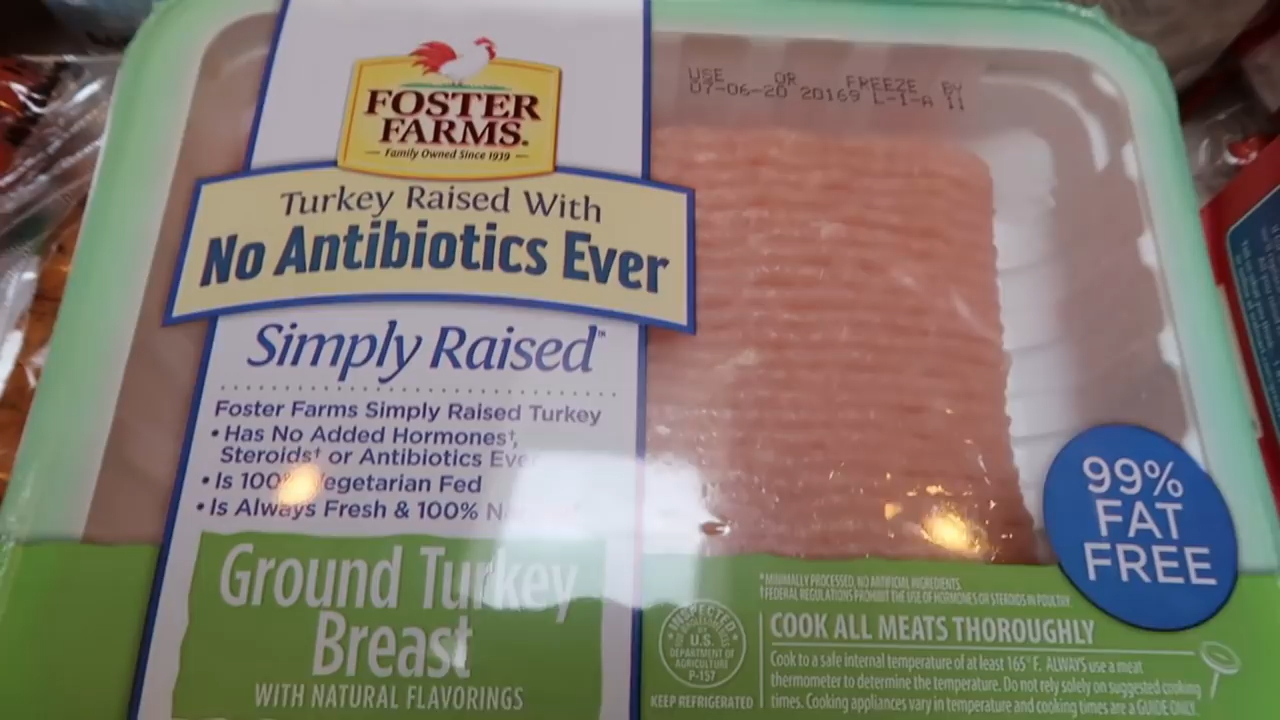 FOSTER
FARMS.
Family Owned Since 1939
Turkey Raised With
No Antibiotics Ever
Simply Raised™
Foster Farms Simply Raised Turkey
• Has No Added Hormones†,
Steroids† or Antibiotics Ever
• Is 100% Vegetarian Fed
• Is Always Fresh & 100%
Ground Turkey
Breast
WITH NATURAL FLAVORINGS
USE OR FREEZE BY
07-06-20 20169 L-1-A 11
99%
FAT
FREE
*MINIMALLY PROCESSED, NO ARTIFICIAL INGREDIENTS.
†FEDERAL REGULATIONS PROHIBIT THE USE OF HORMONES OR STEROIDS IN POULTRY.
INSPECTED
U.S.
DEPARTMENT OF
AGRICULTURE
P-157
KEEP REFRIGERATED
COOK ALL MEATS THOROUGHLY
Cook to a safe internal temperature of at least 165° F. ALWAYS use a meat
thermometer to determine the temperature. Do not rely solely on suggested cooking
times. Cooking appliances vary in temperature and cooking times are a GUIDE ONLY.